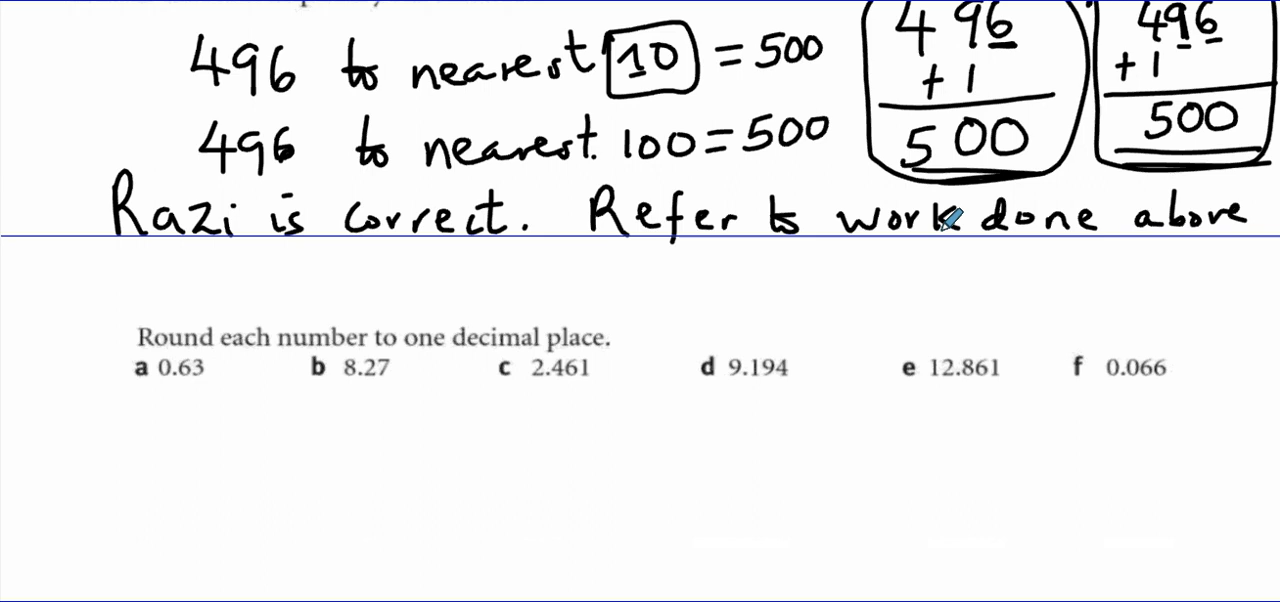 496 to nearest 10 = 500
496
+ 1
500
496
+ 1
500
496 to nearest 100 = 500
Razi is correct. Refer to work done above
Round each number to one decimal place.
a 0.63 b 8.27 c 2.461 d 9.194 e 12.861 f 0.066